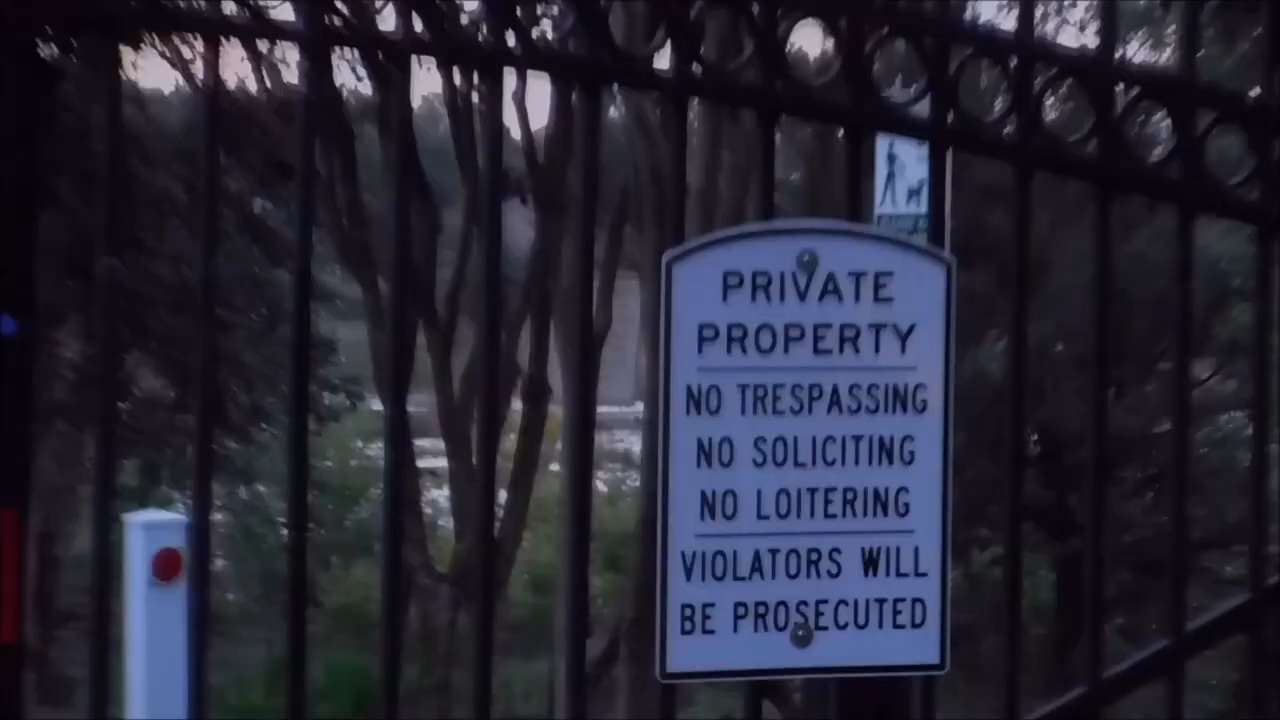 PRIVATE
PROPERTY
NO TRESPASSING
NO SOLICITING
NO LOITERING
VIOLATORS WILL
BE PROSECUTED